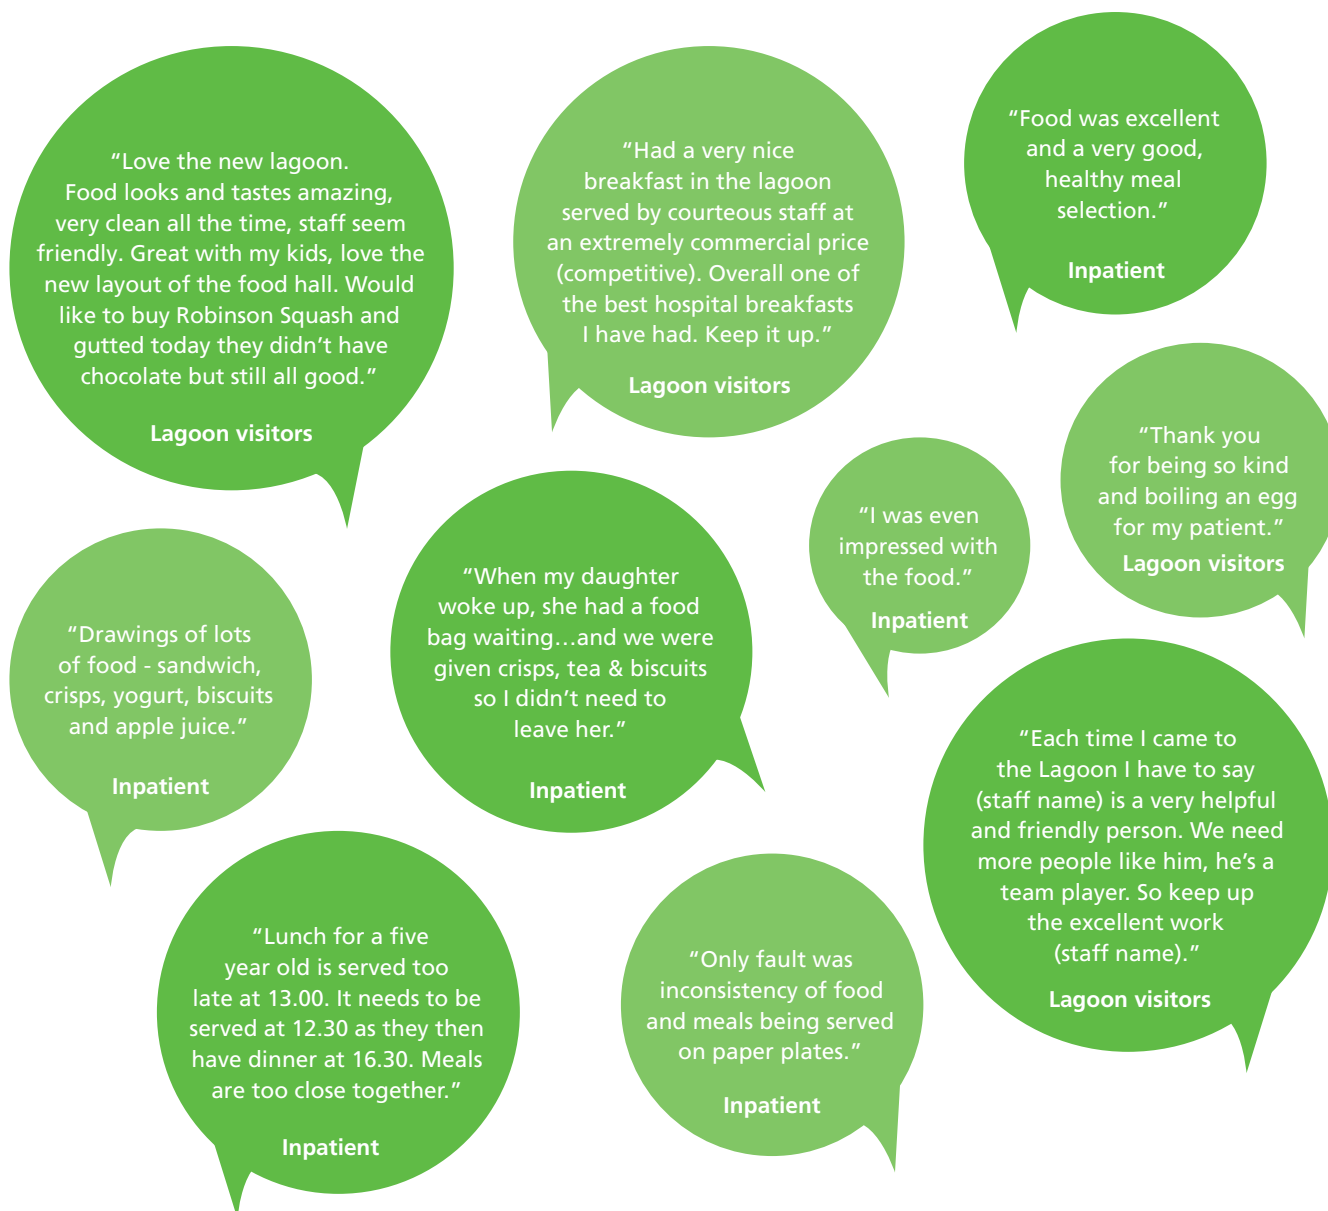 “Love the new lagoon.
Food looks and tastes amazing,
very clean all the time, staff seem
friendly. Great with my kids, love the
new layout of the food hall. Would
like to buy Robinson Squash and
gutted today they didn’t have
chocolate but still all good.”
Lagoon visitors
“Had a very nice
breakfast in the lagoon
served by courteous staff at
an extremely commercial price
(competitive). Overall one of
the best hospital breakfasts
I have had. Keep it up.”
Lagoon visitors
“Food was excellent
and a very good,
healthy meal
selection.”
Inpatient
“Thank you
for being so kind
and boiling an egg
for my patient.”
Lagoon visitors
“I was even
impressed with
the food.”
Inpatient
“When my daughter
woke up, she had a food
bag waiting…and we were
given crisps, tea & biscuits
so I didn’t need to
leave her.”
Inpatient
“Drawings of lots
of food - sandwich,
crisps, yogurt, biscuits
and apple juice.”
Inpatient
“Each time I came to
the Lagoon I have to say
(staff name) is a very helpful
and friendly person. We need
more people like him, he’s a
team player. So keep up
the excellent work
(staff name).”
Lagoon visitors
“Lunch for a five
year old is served too
late at 13.00. It needs to be
served at 12.30 as they then
have dinner at 16.30. Meals
are too close together.”
Inpatient
“Only fault was
inconsistency of food
and meals being served
on paper plates.”
Inpatient